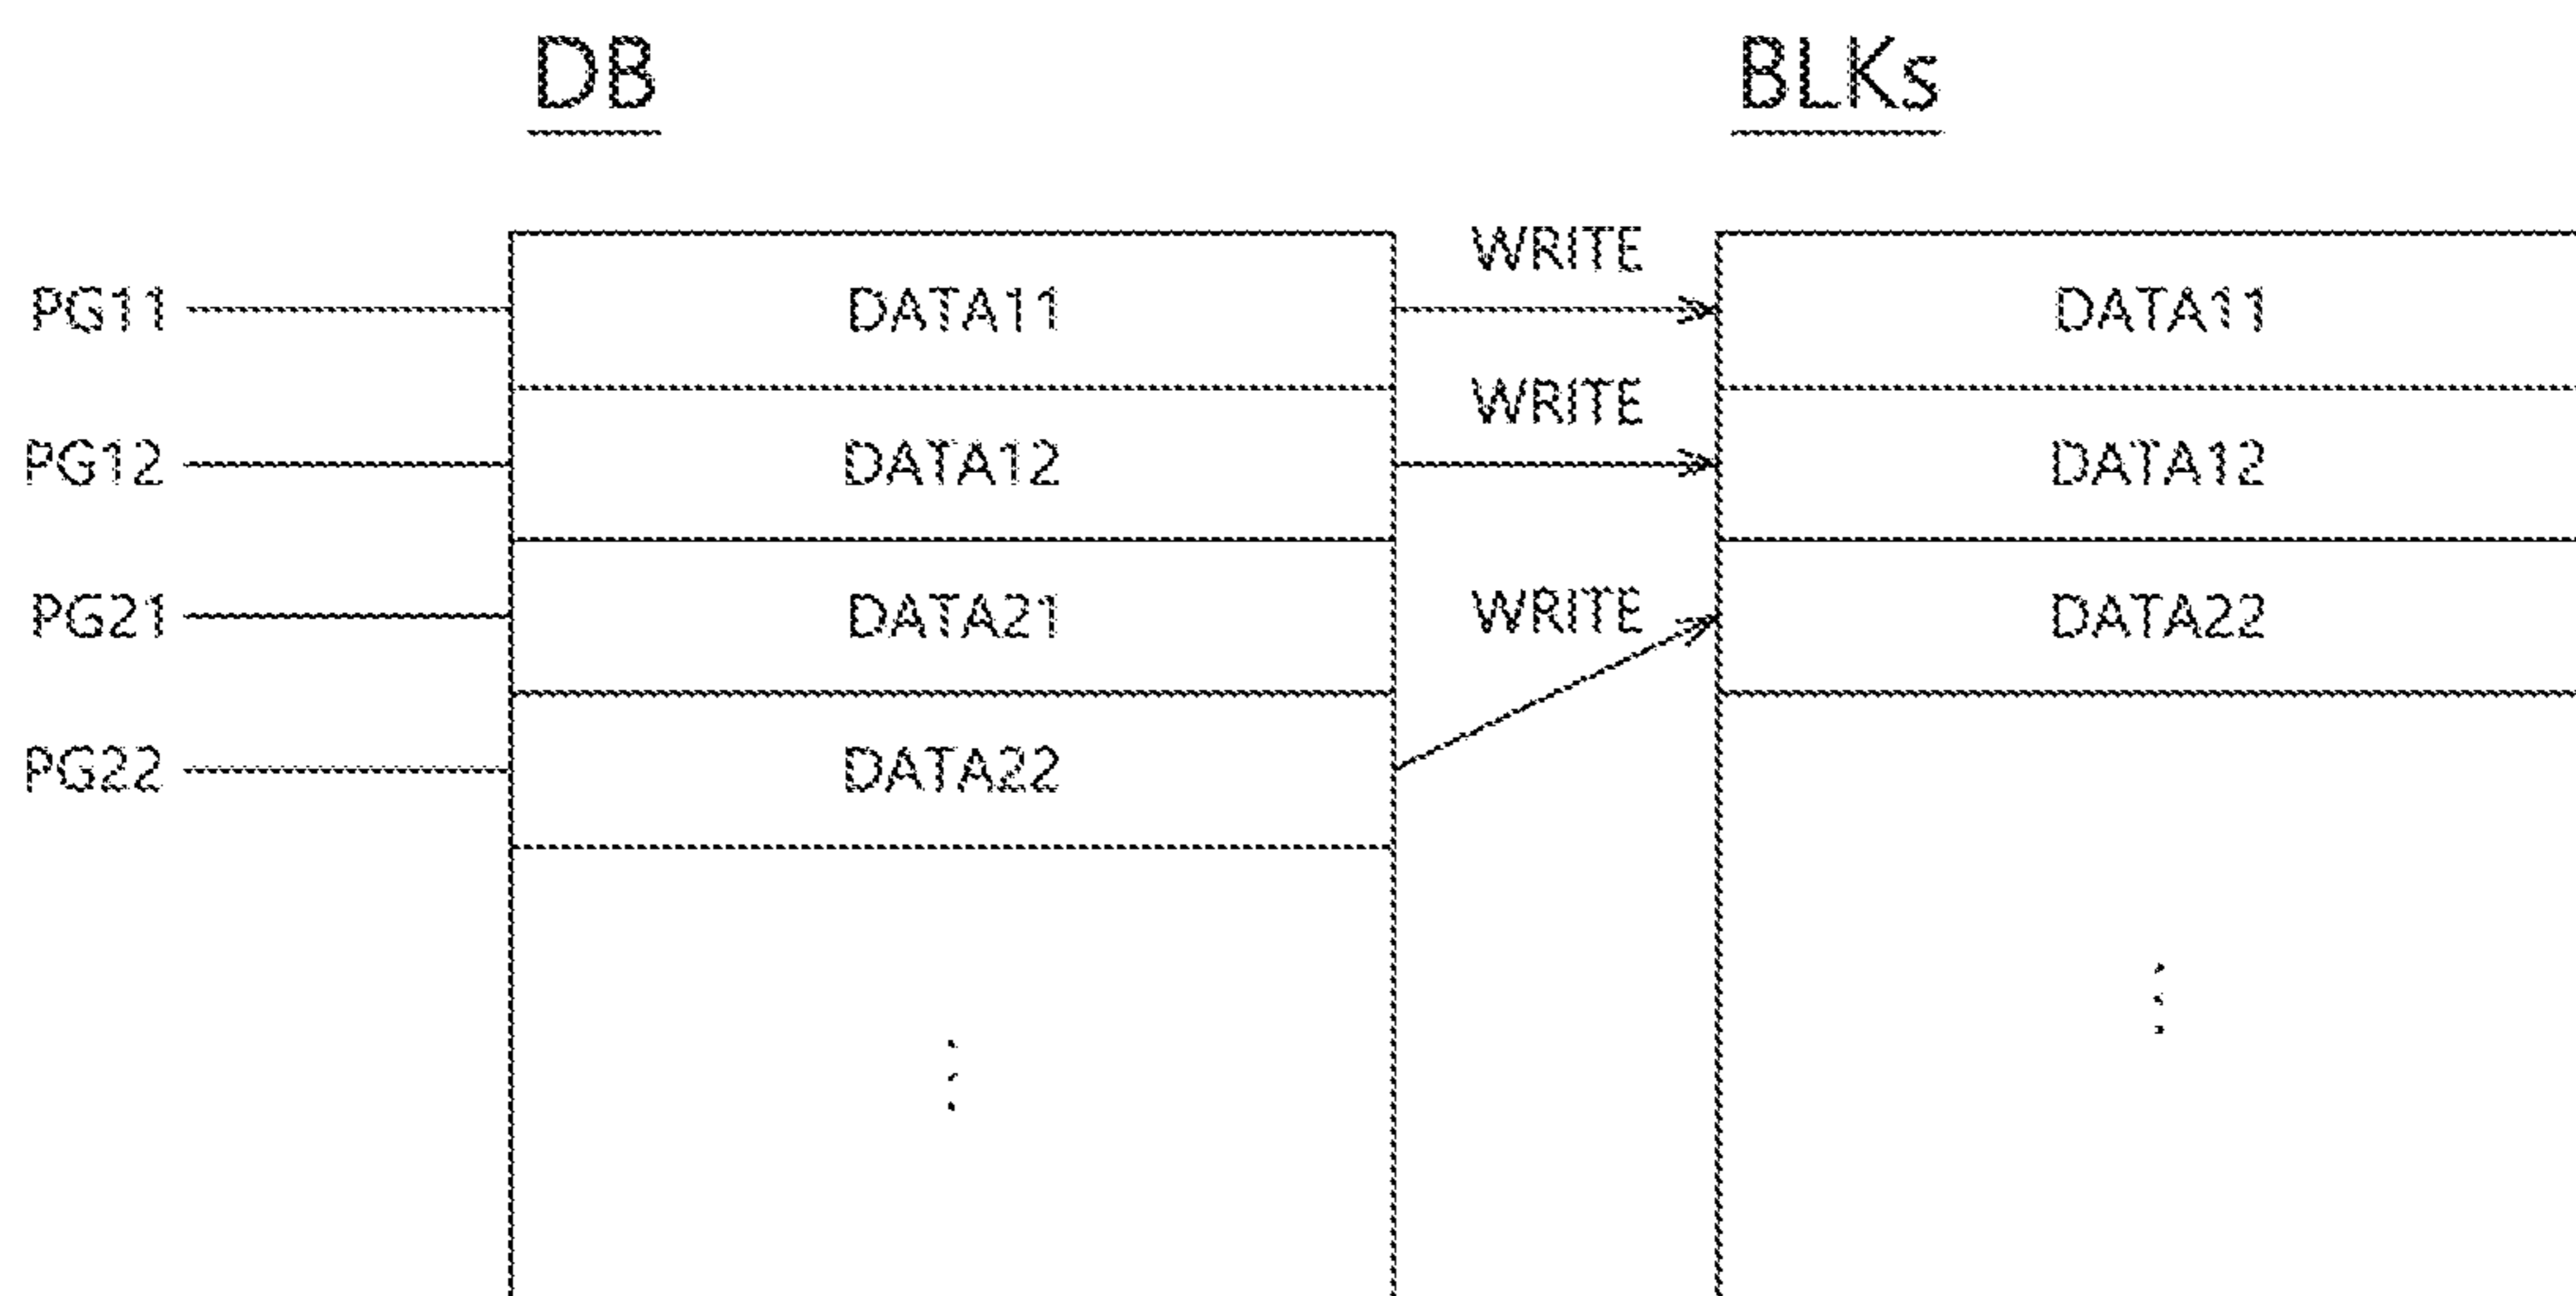 DB BLKs
WRITE
PG11 DATA11 DATA11
WRITE
PG12 DATA12 DATA12
PG21 DATA21 WRITE DATA22
PG22 DATA22